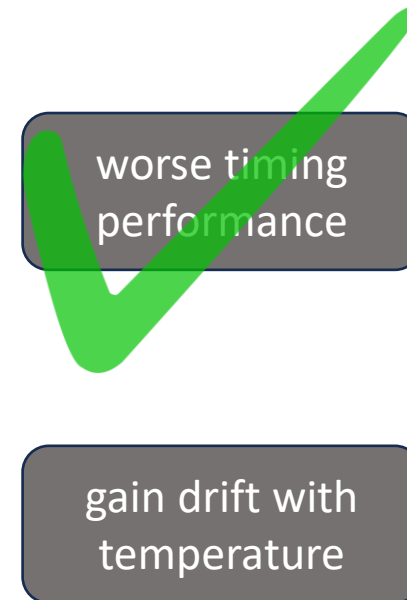 worse timing
performance
gain drift with
temperature